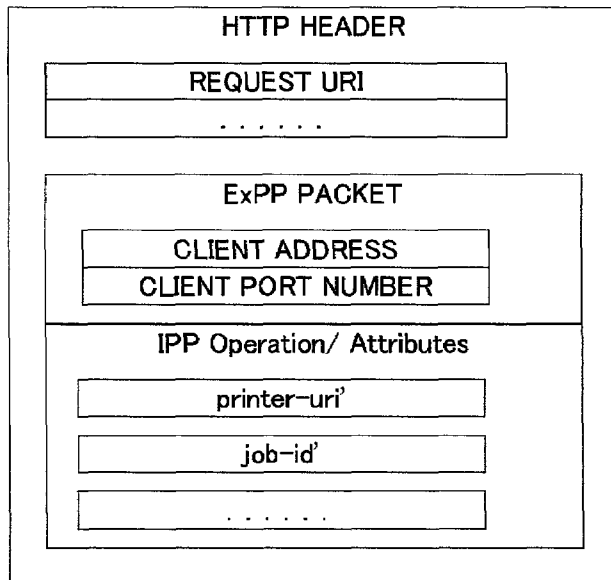 HTTP HEADER
REQUEST URI
. . . . . .
ExPP PACKET
CLIENT ADDRESS
CLIENT PORT NUMBER
IPP Operation/ Attributes
printer-uri'
job-id'
. . . . . .